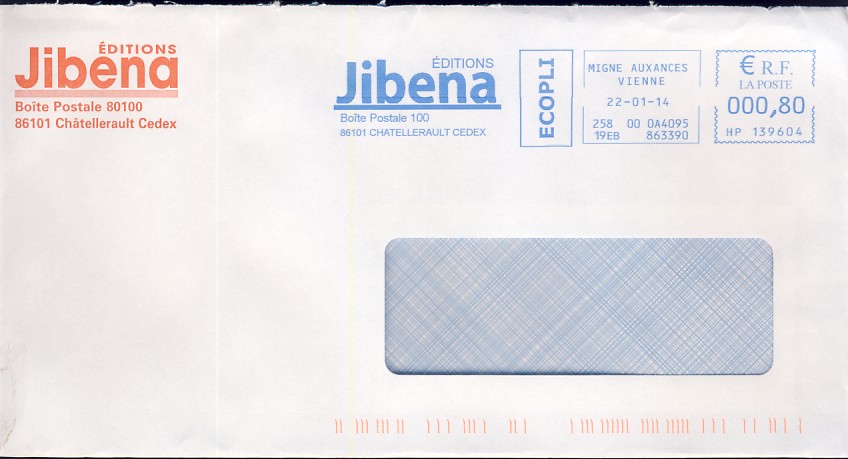 ÉDITIONS
Jibena
Boîte Postale 80100
86101 Châtellerault Cedex
ÉDITIONS
Jibena
Boîte Postale 100
86101 CHATELLERAULT CEDEX
ECOPLI
MIGNE AUXANCES
VIENNE
22-01-14
258 00 0A4095
19EB 863390
€ R.F.
LA POSTE
000,80
HP 139604